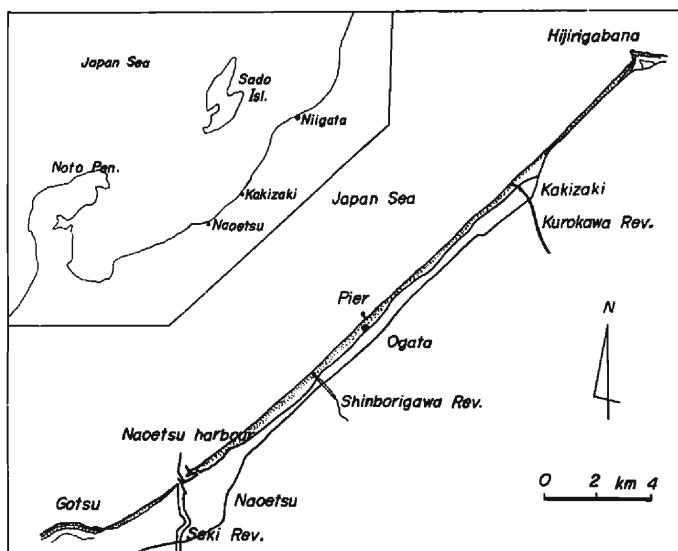 Japan Sea
Sado
Isl.
Niigata
Noto Pen.
Kakizaki
Naoetsu
Hijirigabana
Japan Sea
Kakizaki
Kurokawa Rev.
Pier
Ogata
N
Shinborigawa Rev.
Naoetsu harbour
Gotsu
Naoetsu
Seki Rev.
0 2 km 4